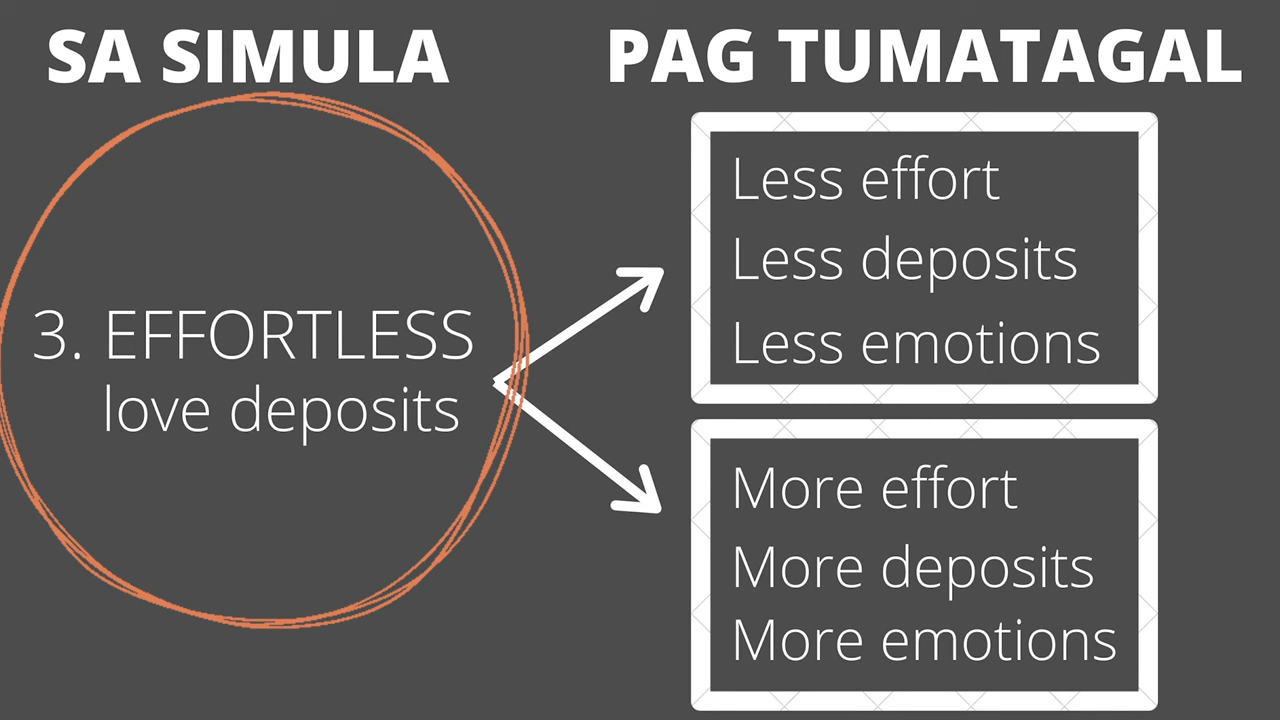 SA SIMULA
PAG TUMATAGAL
3. EFFORTLESS
love deposits
Less effort
Less deposits
Less emotions
More effort
More deposits
More emotions